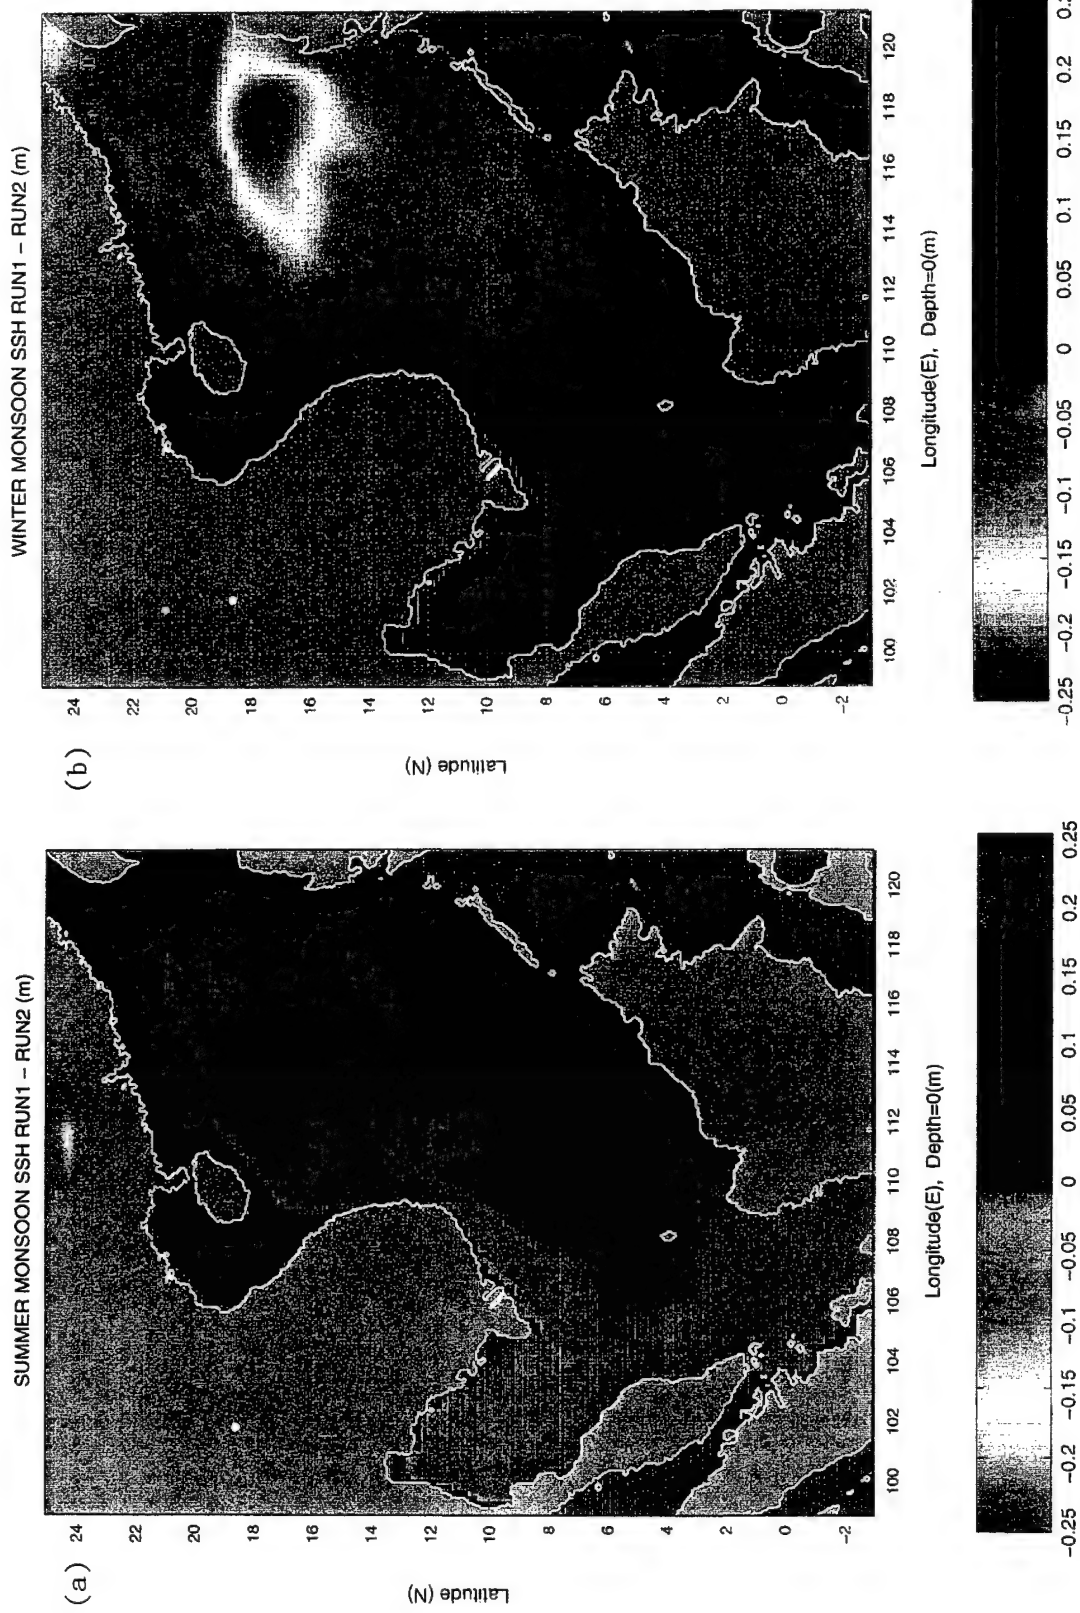 (a)
SUMMER MONSOON SSH RUN1 – RUN2 (m)
24
22
20
18
16
14
12
10
8
6
4
2
0
−2
Latitude (N)
100 102 104 106 108 110 112 114 116 118 120
Longitude(E), Depth=0(m)
−0.25 −0.2 −0.15 −0.1 −0.05 0 0.05 0.1 0.15 0.2 0.25
(b)
WINTER MONSOON SSH RUN1 – RUN2 (m)
24
22
20
18
16
14
12
10
8
6
4
2
0
−2
Latitude (N)
100 102 104 106 108 110 112 114 116 118 120
Longitude(E), Depth=0(m)
−0.25 −0.2 −0.15 −0.1 −0.05 0 0.05 0.1 0.15 0.2